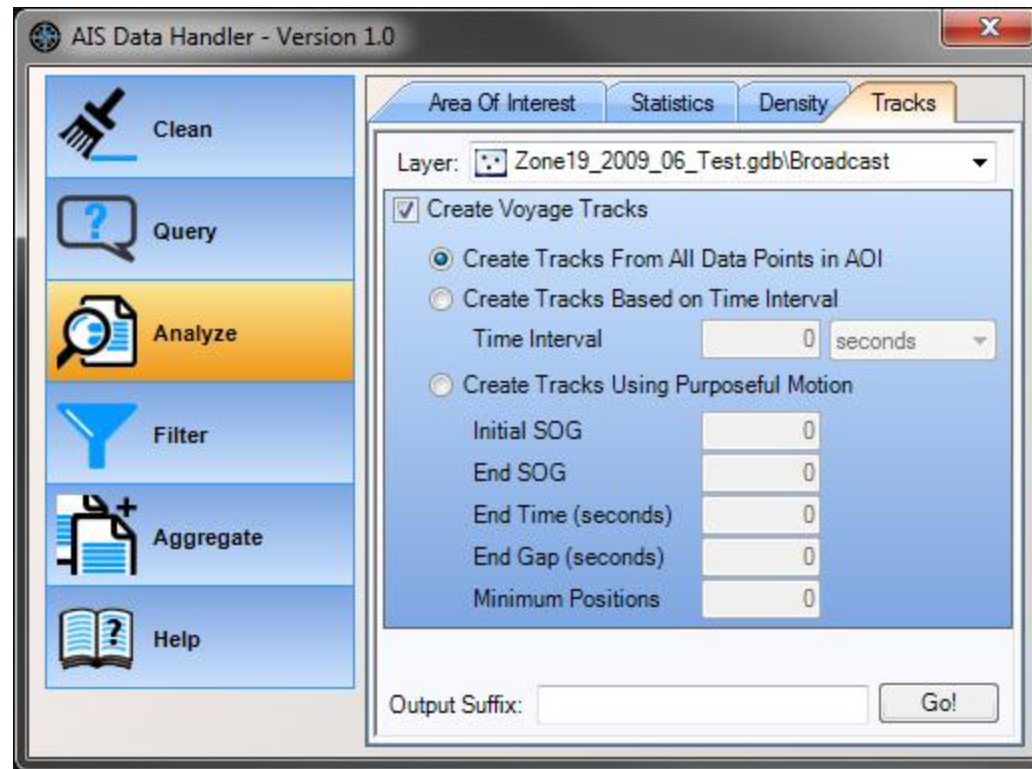 AIS Data Handler - Version 1.0
Clean
Query
Analyze
Filter
Aggregate
Help
Area Of Interest
Statistics
Density
Tracks
Layer: Zone19_2009_06_Test.gdb\Broadcast
Create Voyage Tracks
Create Tracks From All Data Points in AOI
Create Tracks Based on Time Interval
Time Interval 0 seconds
Create Tracks Using Purposeful Motion
Initial SOG 0
End SOG 0
End Time (seconds) 0
End Gap (seconds) 0
Minimum Positions 0
Output Suffix: Go!